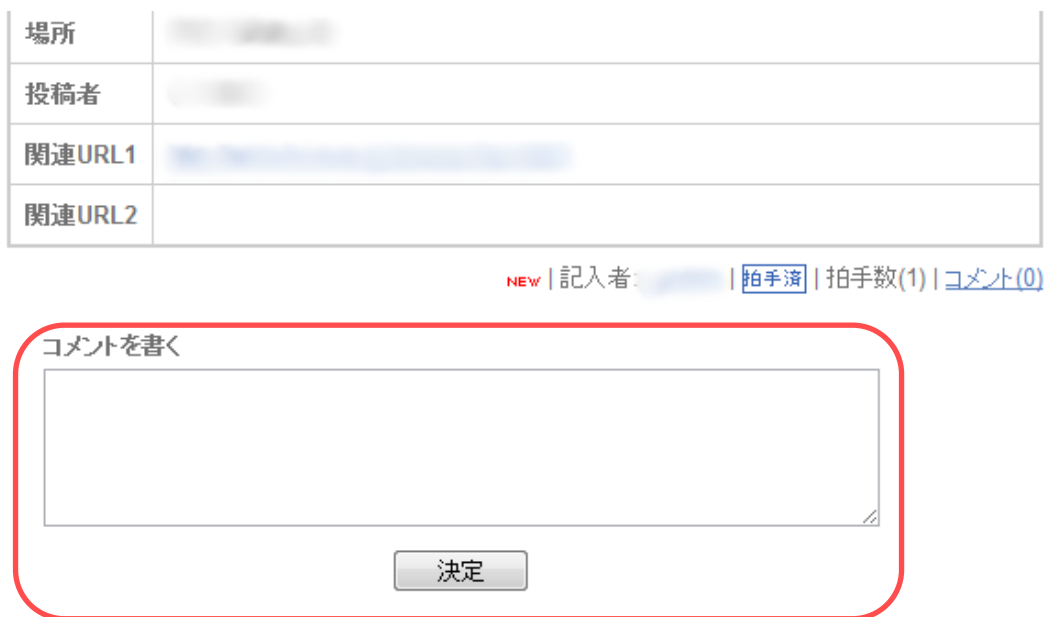 場所
投稿者
関連URL1
関連URL2
NEW | 記入者: | 拍手済 | 拍手数(1) | コメント(0)
コメントを書く
決定